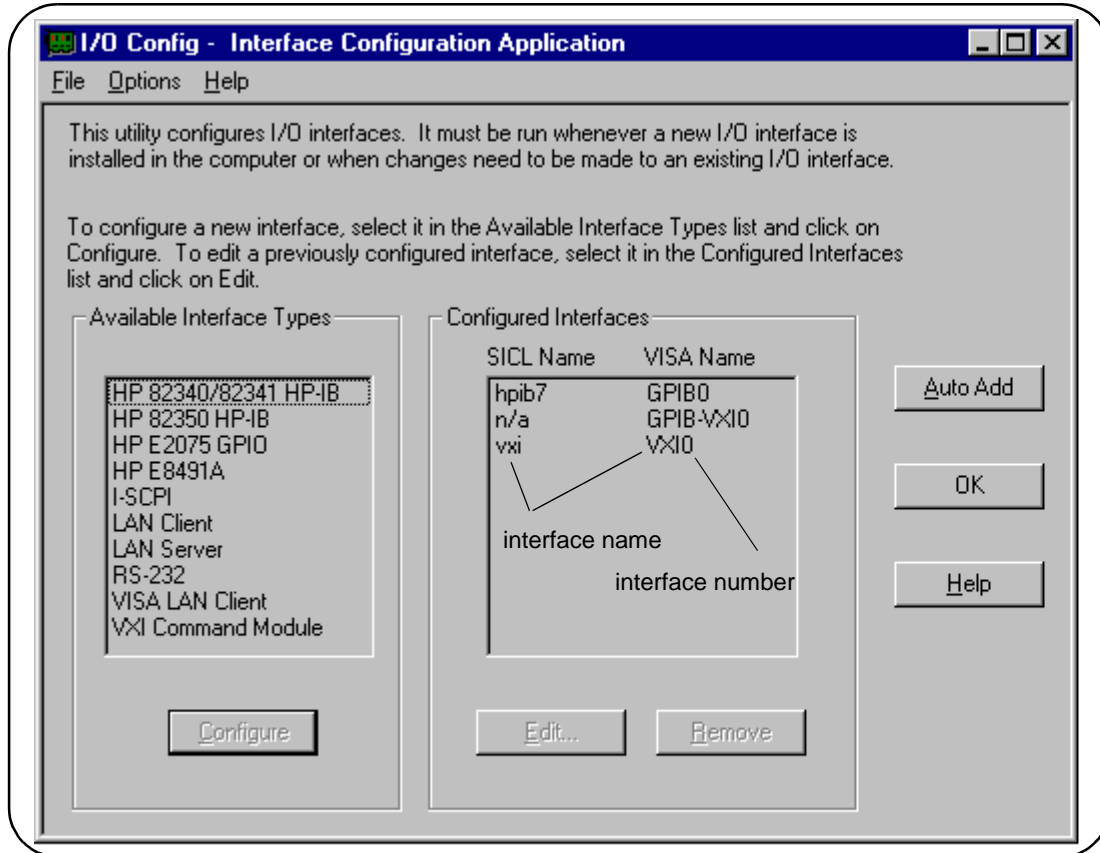 I/O Config - Interface Configuration Application
File Options Help
This utility configures I/O interfaces. It must be run whenever a new I/O interface is
installed in the computer or when changes need to be made to an existing I/O interface.
To configure a new interface, select it in the Available Interface Types list and click on
Configure. To edit a previously configured interface, select it in the Configured Interfaces
list and click on Edit.
Available Interface Types
HP 82340/82341 HP-IB
HP 82350 HP-IB
HP E2075 GPIO
HP E8491A
I-SCPI
LAN Client
LAN Server
RS-232
VISA LAN Client
VXI Command Module
Configure
Configured Interfaces
SICL Name VISA Name
hpib7 GPIB0
n/a GPIB-VXI0
vxi VXI0
interface name
interface number
Edit... Remove
Auto Add
OK
Help